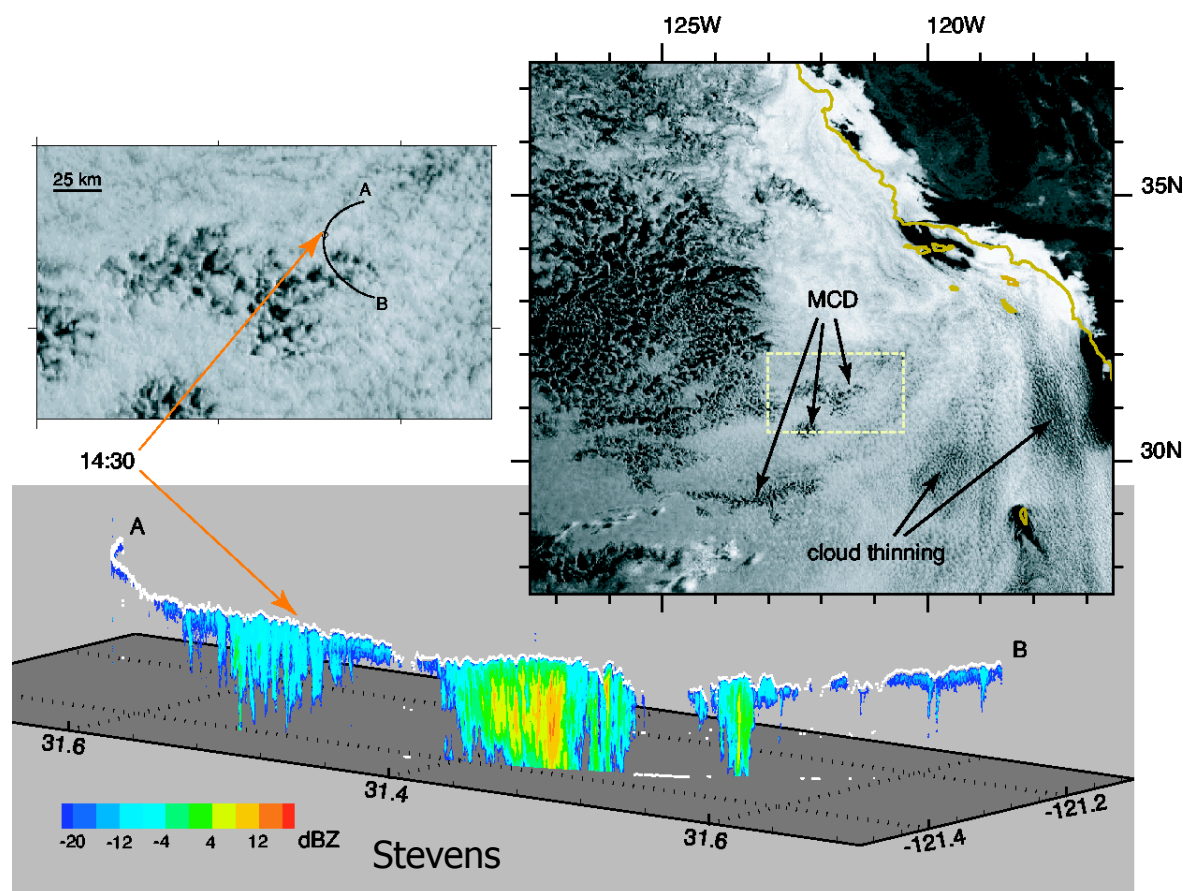 125W 120W
25 km
A
B
35N
MCD
30N
cloud thinning
14:30
A
B
31.6
31.4
31.6
-121.4
-121.2
-20 -12 -4 4 12 dBZ
Stevens